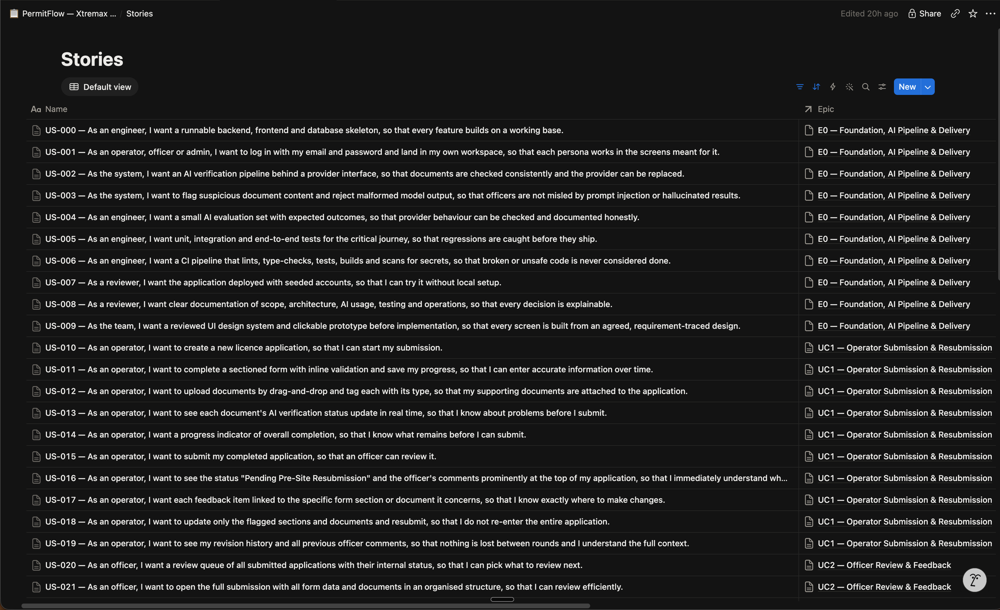 PermitFlow — Xtremax ... / Stories
Edited 20h ago Share
Stories
Default view
New
Aa Name Epic
US-000 — As an engineer, I want a runnable backend, frontend and database skeleton, so that every feature builds on a working base. E0 — Foundation, AI Pipeline & Delivery
US-001 — As an operator, officer or admin, I want to log in with my email and password and land in my own workspace, so that each persona works in the screens meant for it. E0 — Foundation, AI Pipeline & Delivery
US-002 — As the system, I want an AI verification pipeline behind a provider interface, so that documents are checked consistently and the provider can be replaced. E0 — Foundation, AI Pipeline & Delivery
US-003 — As the system, I want to flag suspicious document content and reject malformed model output, so that officers are not misled by prompt injection or hallucinated results. E0 — Foundation, AI Pipeline & Delivery
US-004 — As an engineer, I want a small AI evaluation set with expected outcomes, so that provider behaviour can be checked and documented honestly. E0 — Foundation, AI Pipeline & Delivery
US-005 — As an engineer, I want unit, integration and end-to-end tests for the critical journey, so that regressions are caught before they ship. E0 — Foundation, AI Pipeline & Delivery
US-006 — As an engineer, I want a CI pipeline that lints, type-checks, tests, builds and scans for secrets, so that broken or unsafe code is never considered done. E0 — Foundation, AI Pipeline & Delivery
US-007 — As a reviewer, I want the application deployed with seeded accounts, so that I can try it without local setup. E0 — Foundation, AI Pipeline & Delivery
US-008 — As a reviewer, I want clear documentation of scope, architecture, AI usage, testing and operations, so that every decision is explainable. E0 — Foundation, AI Pipeline & Delivery
US-009 — As the team, I want a reviewed UI design system and clickable prototype before implementation, so that every screen is built from an agreed, requirement-traced design. E0 — Foundation, AI Pipeline & Delivery
US-010 — As an operator, I want to create a new licence application, so that I can start my submission. UC1 — Operator Submission & Resubmission
US-011 — As an operator, I want to complete a sectioned form with inline validation and save my progress, so that I can enter accurate information over time. UC1 — Operator Submission & Resubmission
US-012 — As an operator, I want to upload documents by drag-and-drop and tag each with its type, so that my supporting documents are attached to the application. UC1 — Operator Submission & Resubmission
US-013 — As an operator, I want to see each document's AI verification status update in real time, so that I know about problems before I submit. UC1 — Operator Submission & Resubmission
US-014 — As an operator, I want a progress indicator of overall completion, so that I know what remains before I can submit. UC1 — Operator Submission & Resubmission
US-015 — As an operator, I want to submit my completed application, so that an officer can review it. UC1 — Operator Submission & Resubmission
US-016 — As an operator, I want to see the status "Pending Pre-Site Resubmission" and the officer's comments prominently at the top of my application, so that I immediately understand wh... UC1 — Operator Submission & Resubmission
US-017 — As an operator, I want each feedback item linked to the specific form section or document it concerns, so that I know exactly where to make changes. UC1 — Operator Submission & Resubmission
US-018 — As an operator, I want to update only the flagged sections and documents and resubmit, so that I do not re-enter the entire application. UC1 — Operator Submission & Resubmission
US-019 — As an operator, I want to see my revision history and all previous officer comments, so that nothing is lost between rounds and I understand the full context. UC1 — Operator Submission & Resubmission
US-020 — As an officer, I want a review queue of all submitted applications with their internal status, so that I can pick what to review next. UC2 — Officer Review & Feedback
US-021 — As an officer, I want to open the full submission with all form data and documents in an organised structure, so that I can review efficiently. UC2 — Officer Review & Feedback